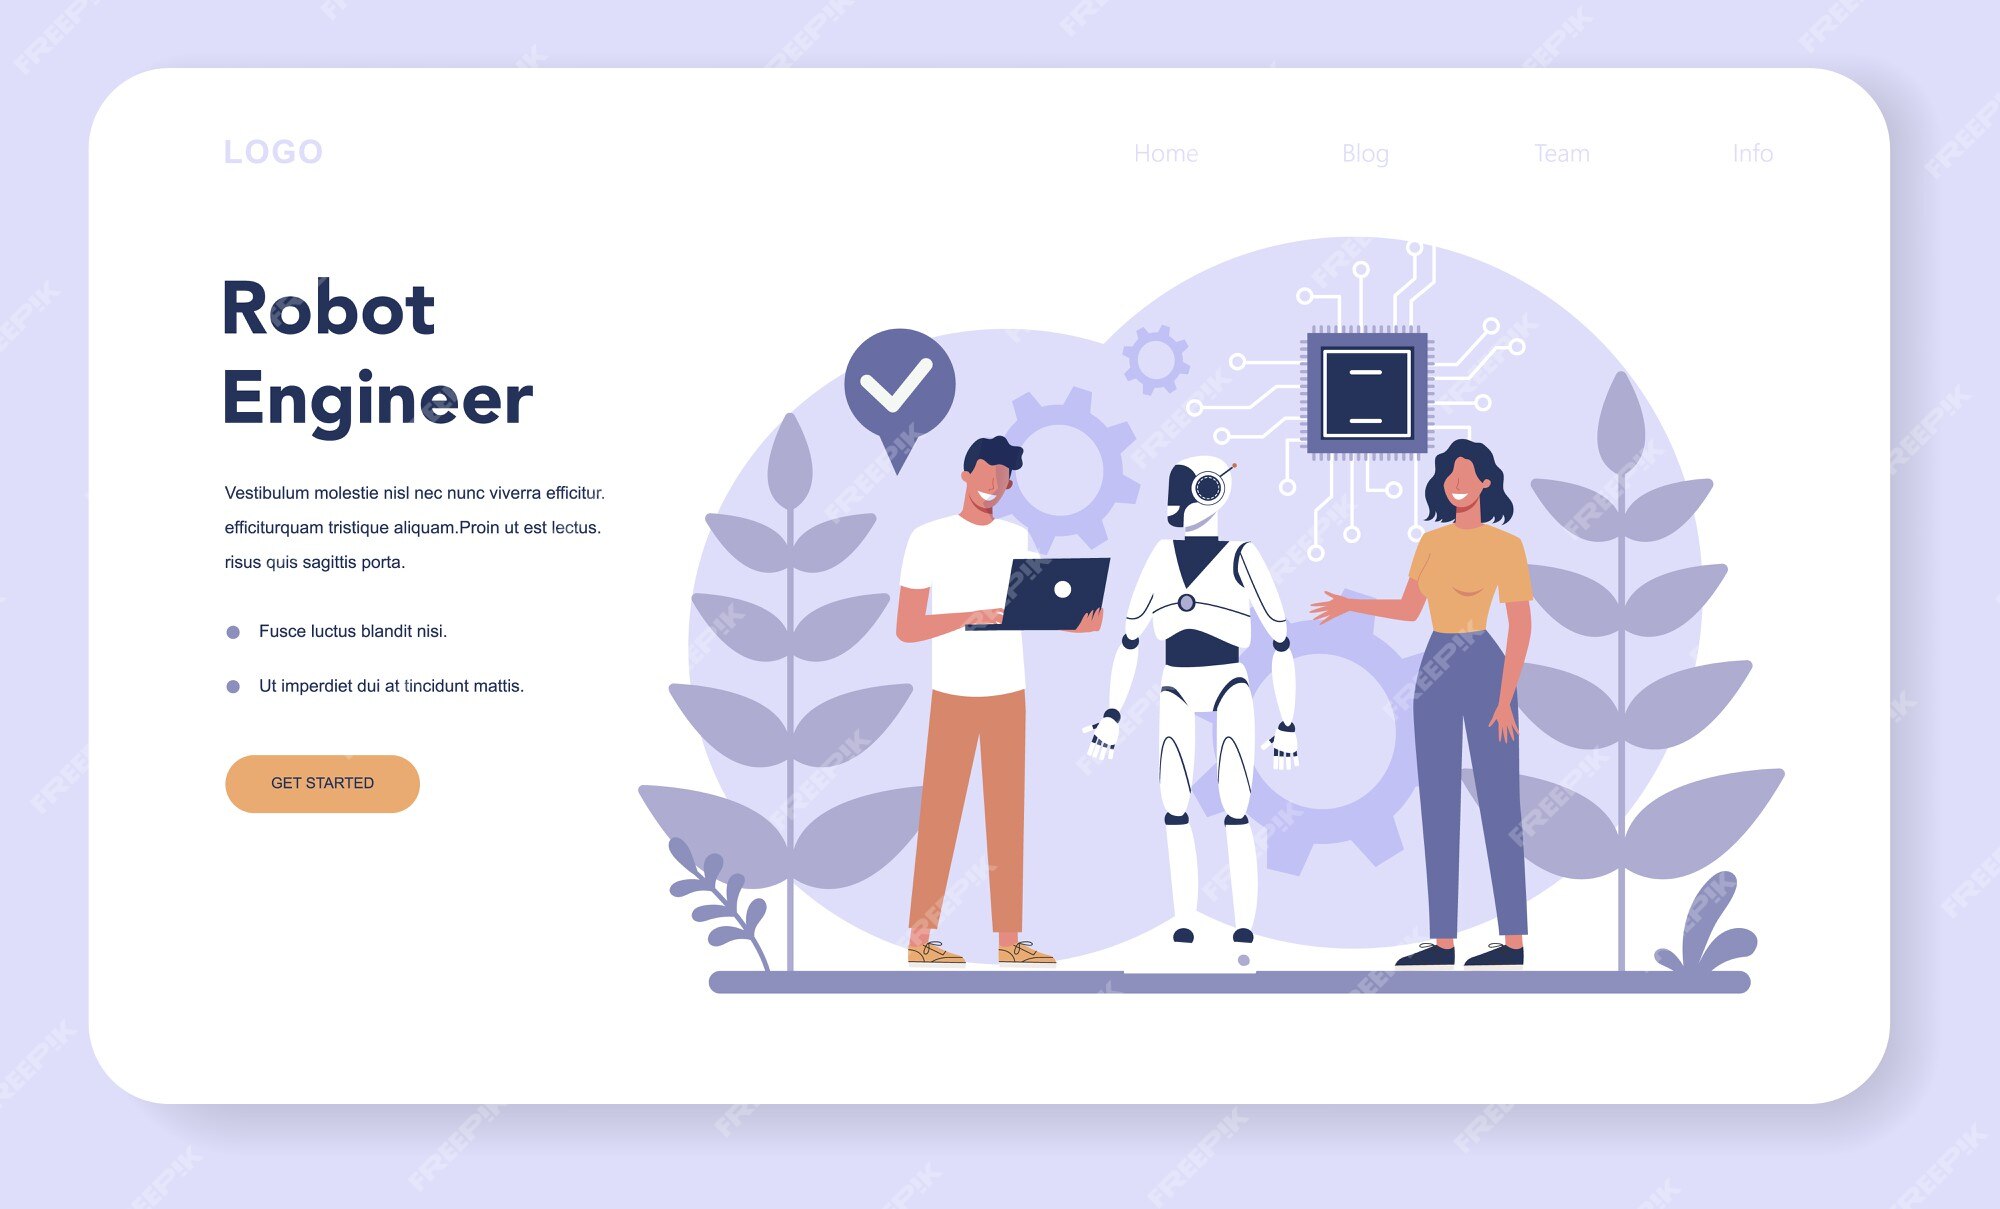 LOGO
Home Blog Team Info
Robot
Engineer
Vestibulum molestie nisl nec nunc viverra efficitur.
efficiturquam tristique aliquam.Proin ut est lectus.
risus quis sagittis porta.
Fusce luctus blandit nisi.
Ut imperdiet dui at tincidunt mattis.
GET STARTED
FREEPIK